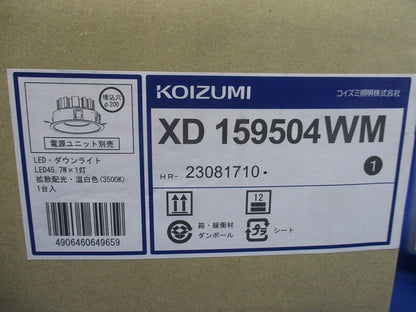 埋込穴
φ200
電源ユニット別売
LED・ダウンライト
LED45.7W×1灯
拡散配光・温白色(3500K)
1台入
4906460649659
KOIZUMI
コイズミ照明株式会社
XD 159504WM
HR- 23081710・
1
12
箱・緩衝材
ダンボール
プラ
シート